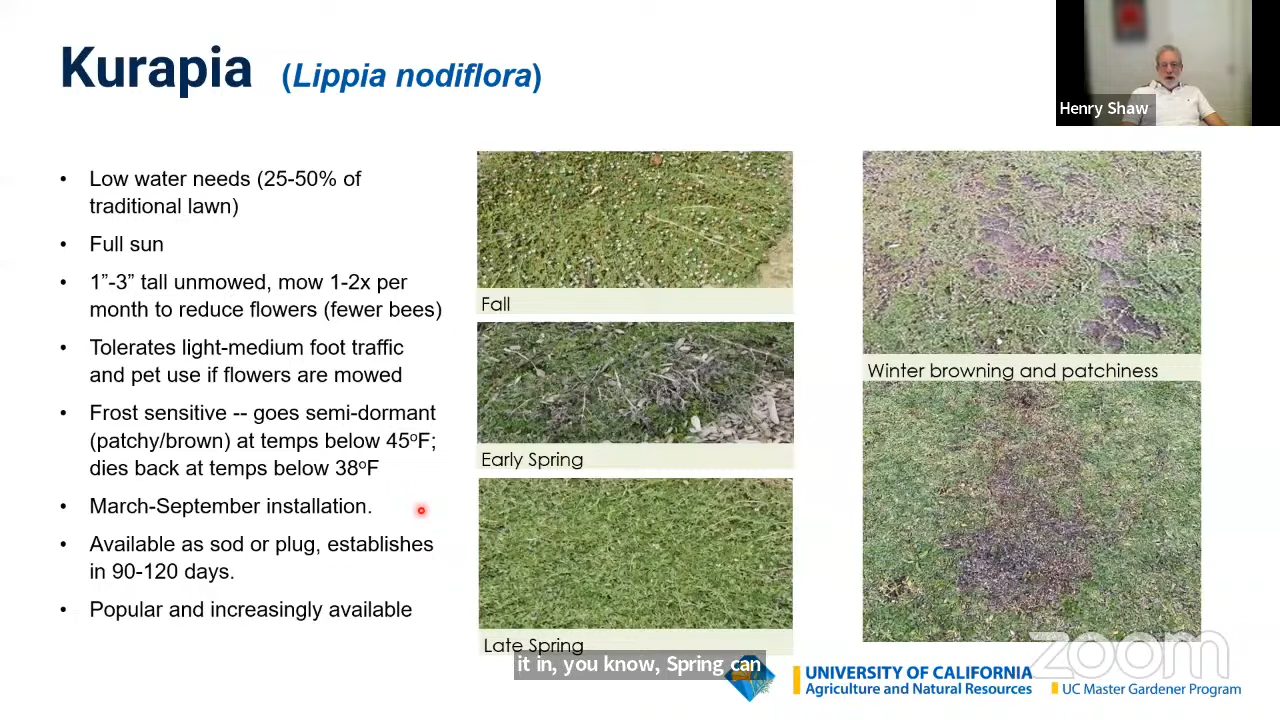 Kurapia (Lippia nodiflora)
Henry Shaw
• Low water needs (25-50% of
traditional lawn)
• Full sun
• 1”-3” tall unmowed, mow 1-2x per
month to reduce flowers (fewer bees)
• Tolerates light-medium foot traffic
and pet use if flowers are mowed
• Frost sensitive -- goes semi-dormant
(patchy/brown) at temps below 45ºF;
dies back at temps below 38ºF
• March-September installation.
• Available as sod or plug, establishes
in 90-120 days.
• Popular and increasingly available
Fall
Early Spring
Late Spring
Winter browning and patchiness
it in, you know, Spring can
UNIVERSITY OF CALIFORNIA
Agriculture and Natural Resources
UC Master Gardener Program
zoom